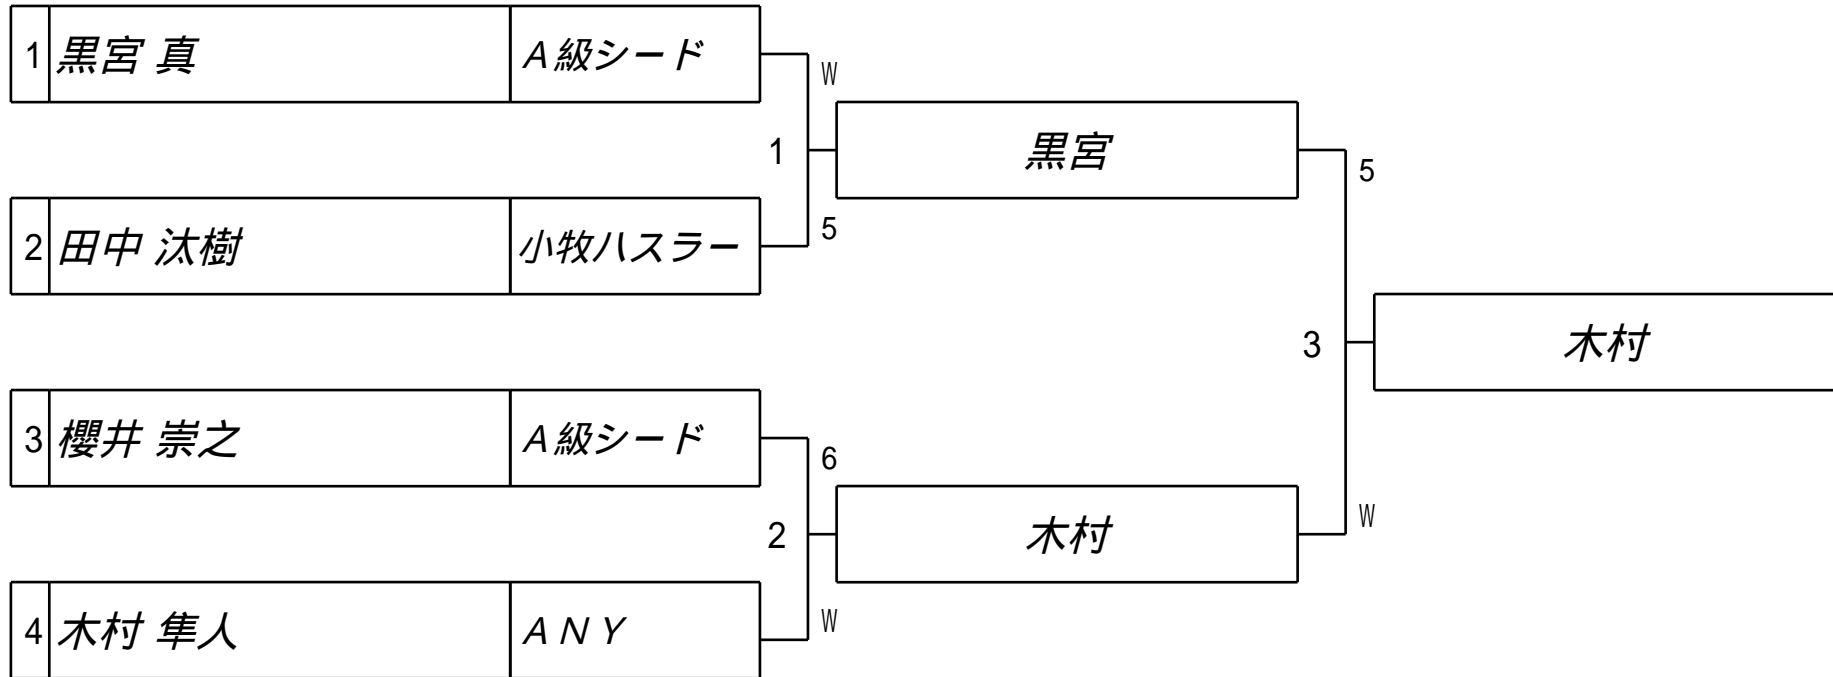 1 黒宮 真 A級シード
W
1 黒宮
5
2 田中 汰樹 小牧ハスラー
5
3 木村
3 櫻井 崇之 A級シード
6
2 木村
W
4 木村 隼人 ANY
W